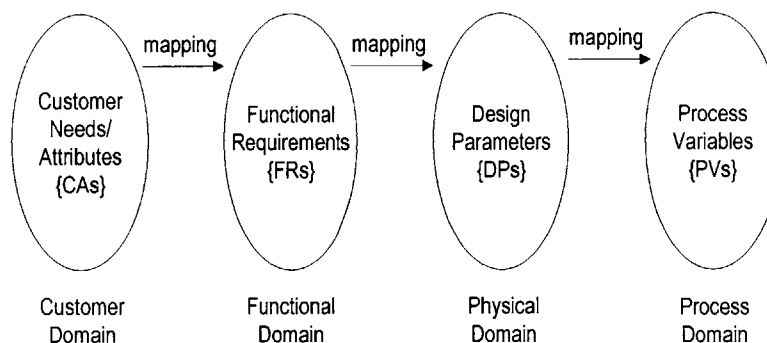 mapping
mapping
mapping
Customer
Needs/
Attributes
{CAs}
Functional
Requirements
{FRs}
Design
Parameters
{DPs}
Process
Variables
{PVs}
Customer
Domain
Functional
Domain
Physical
Domain
Process
Domain